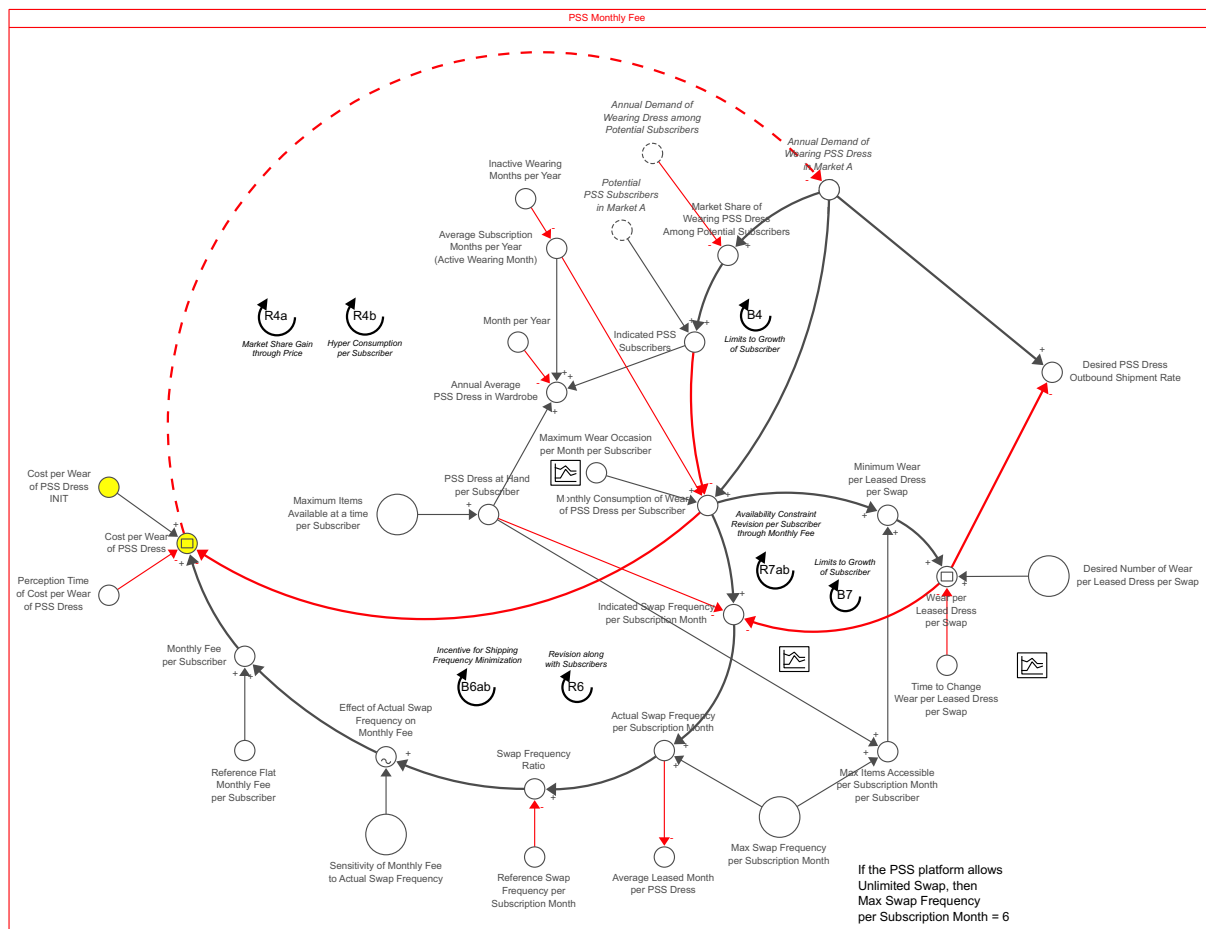 PSS Monthly Fee
Annual Demand of
Wearing Dress among
Potential Subscribers
Annual Demand of
Wearing PSS Dress
in Market A
Inactive Wearing
Months per Year
Potential
PSS Subscribers
in Market A
Market Share of
Wearing PSS Dress
Among Potential Subscribers
Average Subscription
Months per Year
(Active Wearing Month)
R4a
Market Share Gain
through Price
R4b
Hyper Consumption
per Subscriber
Month per Year
Indicated PSS
Subscribers
B4
Limits to Growth
of Subscriber
Desired PSS Dress
Outbound Shipment Rate
Annual Average
PSS Dress in Wardrobe
Maximum Wear Occasion
per Month per Subscriber
Cost per Wear
of PSS Dress
INIT
Maximum Items
Available at a time
per Subscriber
PSS Dress at Hand
per Subscriber
Monthly Consumption of Wear
of PSS Dress per Subscriber
Minimum Wear
per Leased Dress
per Swap
Availability Constraint
Revision per Subscriber
through Monthly Fee
R7ab
Limits to Growth
of Subscriber
B7
Cost per Wear
of PSS Dress
Perception Time
of Cost per Wear
of PSS Dress
Desired Number of Wear
per Leased Dress per Swap
Wear per
Leased Dress
per Swap
Indicated Swap Frequency
per Subscription Month
Monthly Fee
per Subscriber
Incentive for Shipping
Frequency Minimization
B6ab
Revision along
with Subscribers
R6
Time to Change
Wear per Leased Dress
per Swap
Effect of Actual Swap
Frequency on
Monthly Fee
Actual Swap Frequency
per Subscription Month
Swap Frequency
Ratio
Reference Flat
Monthly Fee
per Subscriber
Max Items Accessible
per Subscription Month
per Subscriber
Sensitivity of Monthly Fee
to Actual Swap Frequency
Reference Swap
Frequency per
Subscription Month
Average Leased Month
per PSS Dress
Max Swap Frequency
per Subscription Month
If the PSS platform allows
Unlimited Swap, then
Max Swap Frequency
per Subscription Month = 6